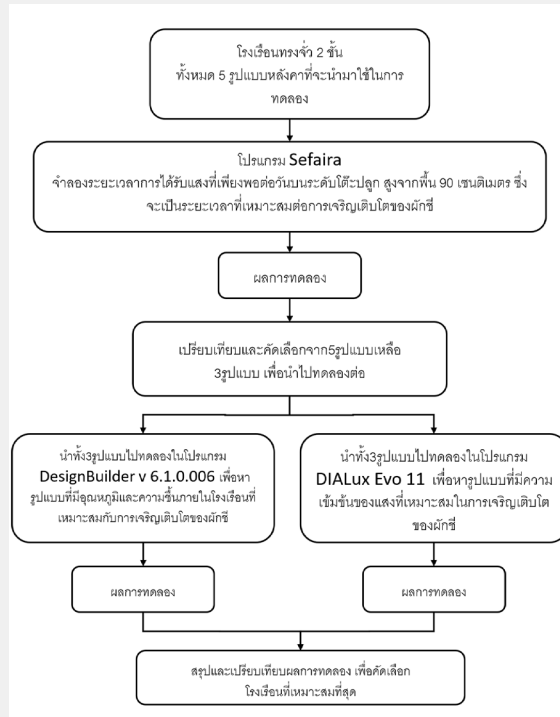 โรงเรือนทรงจั่ว 2 ชั้น
ทั้งหมด 5 รูปแบบหลังคาที่จะนำมาใช้ในการ
ทดลอง
โปรแกรม Sefaira
จำลองระยะเวลาการได้รับแสงที่เพียงพอต่อวันบนระดับโต๊ะปลูก สูงจากพื้น 90 เซนติเมตร ซึ่ง
จะเป็นระยะเวลาที่เหมาะสมต่อการเจริญเติบโตของผักชี
ผลการทดลอง
เปรียบเทียบและคัดเลือกจาก5รูปแบบเหลือ
3รูปแบบ เพื่อนำไปทดลองต่อ
นำทั้ง3รูปแบบไปทดลองในโปรแกรม
DesignBuilder v 6.1.0.006 เพื่อหา
รูปแบบที่มีอุณหภูมิและความชื้นภายในโรงเรือนที่
เหมาะสมกับการเจริญเติบโตของผักชี
นำทั้ง3รูปแบบไปทดลองในโปรแกรม
DIALux Evo 11 เพื่อหารูปแบบที่มีความ
เข้มข้นของแสงที่เหมาะสมในการเจริญเติบโต
ของผักชี
ผลการทดลอง
ผลการทดลอง
สรุปและเปรียบเทียบผลการทดลอง เพื่อคัดเลือก
โรงเรือนที่เหมาะสมที่สุด